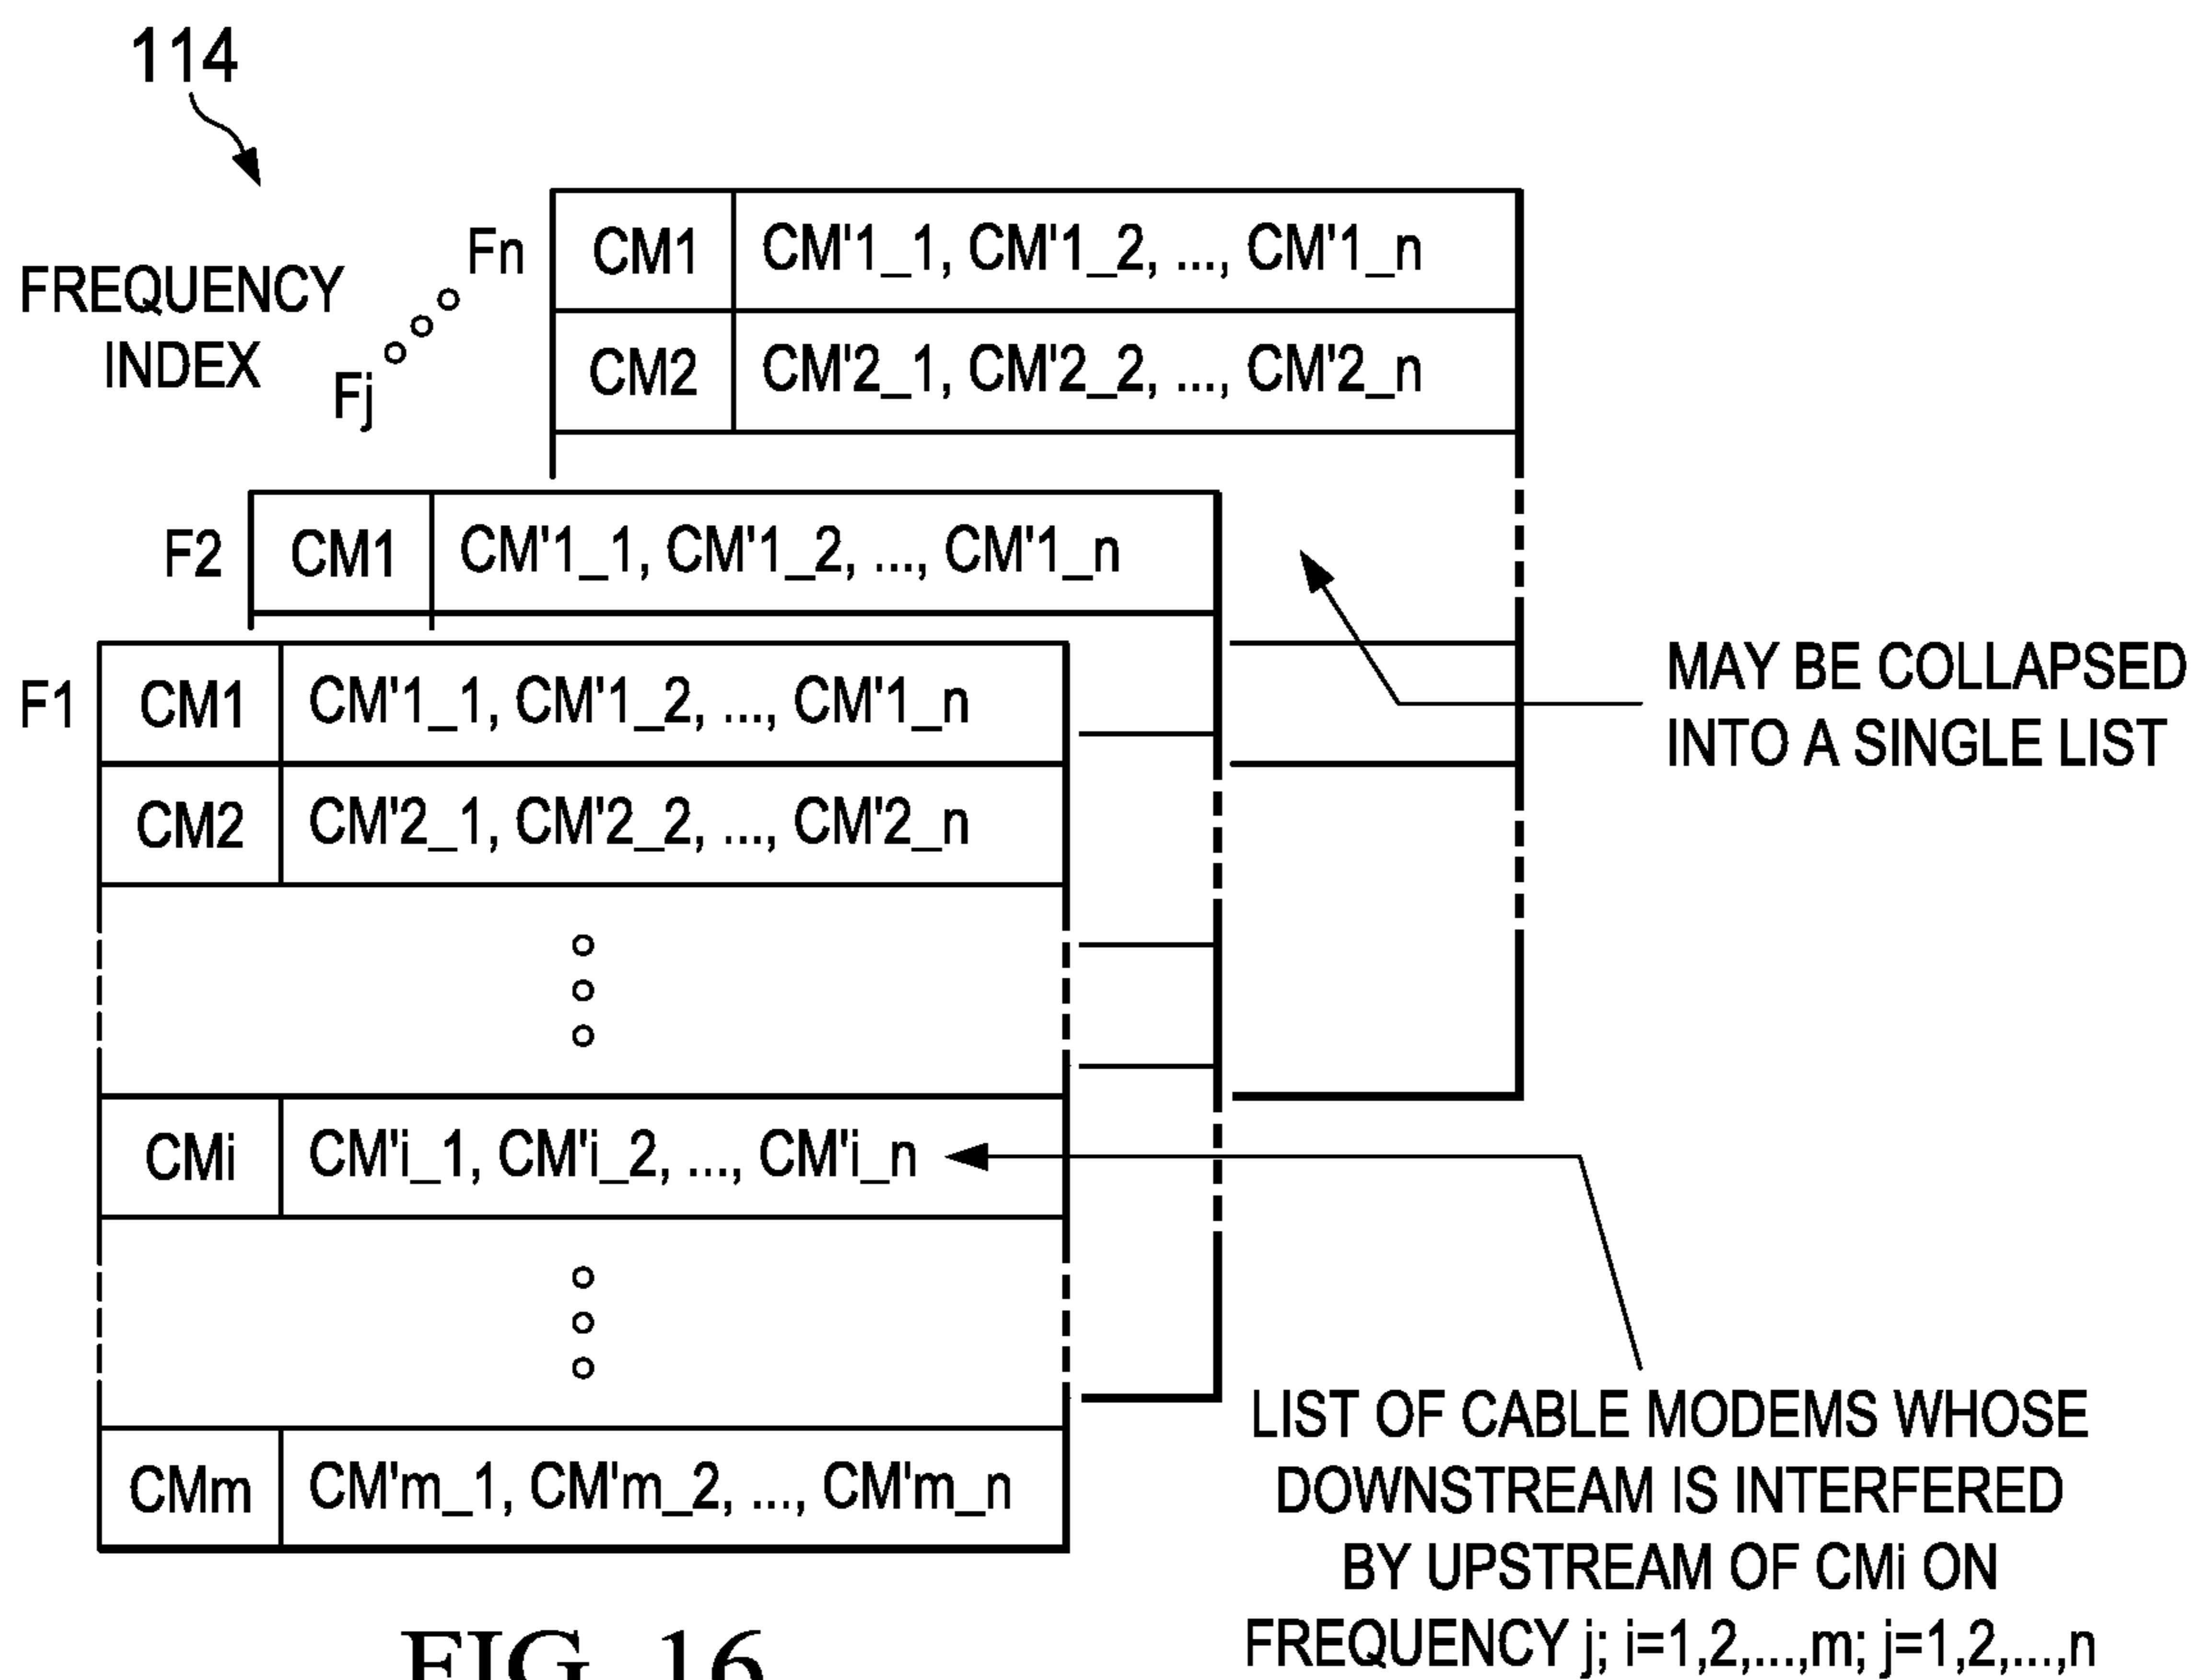 114
FREQUENCY
INDEX
Fn
CM1 CM'1_1, CM'1_2, ..., CM'1_n
CM2 CM'2_1, CM'2_2, ..., CM'2_n
Fj
F2
CM1 CM'1_1, CM'1_2, ..., CM'1_n
F1
CM1 CM'1_1, CM'1_2, ..., CM'1_n
CM2 CM'2_1, CM'2_2, ..., CM'2_n
CMi CM'i_1, CM'i_2, ..., CM'i_n
CMm CM'm_1, CM'm_2, ..., CM'm_n
MAY BE COLLAPSED
INTO A SINGLE LIST
LIST OF CABLE MODEMS WHOSE
DOWNSTREAM IS INTERFERED
BY UPSTREAM OF CMi ON
FREQUENCY j; i=1,2,...,m; j=1,2,...,n
FIG. 16